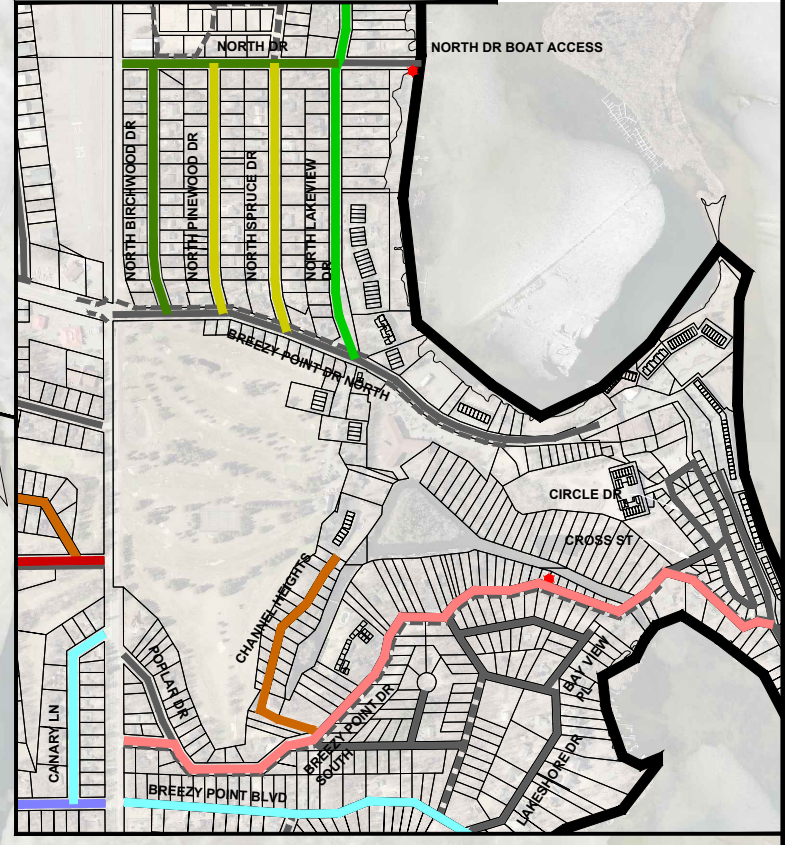 NORTH DR
NORTH DR BOAT ACCESS
NORTH BIRCHWOOD DR
NORTH PINEWOOD DR
NORTH SPRUCE DR
NORTH LAKEVIEW
DR
BREEZY POINT DR NORTH
CIRCLE DR
CROSS ST
CHANNEL HEIGHTS
POPLAR DR
BAY VIEW
PL
CANARY LN
BREEZY POINT DR
SOUTH
LAKESHORE DR
BREEZY POINT BLVD